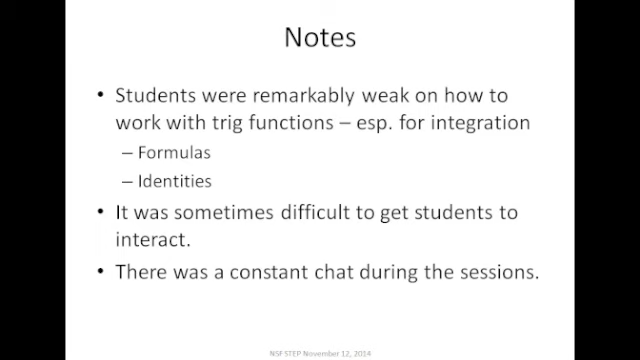 Notes
• Students were remarkably weak on how to
work with trig functions – esp. for integration
– Formulas
– Identities
• It was sometimes difficult to get students to
interact.
• There was a constant chat during the sessions.
NSF STEP November 12, 2014